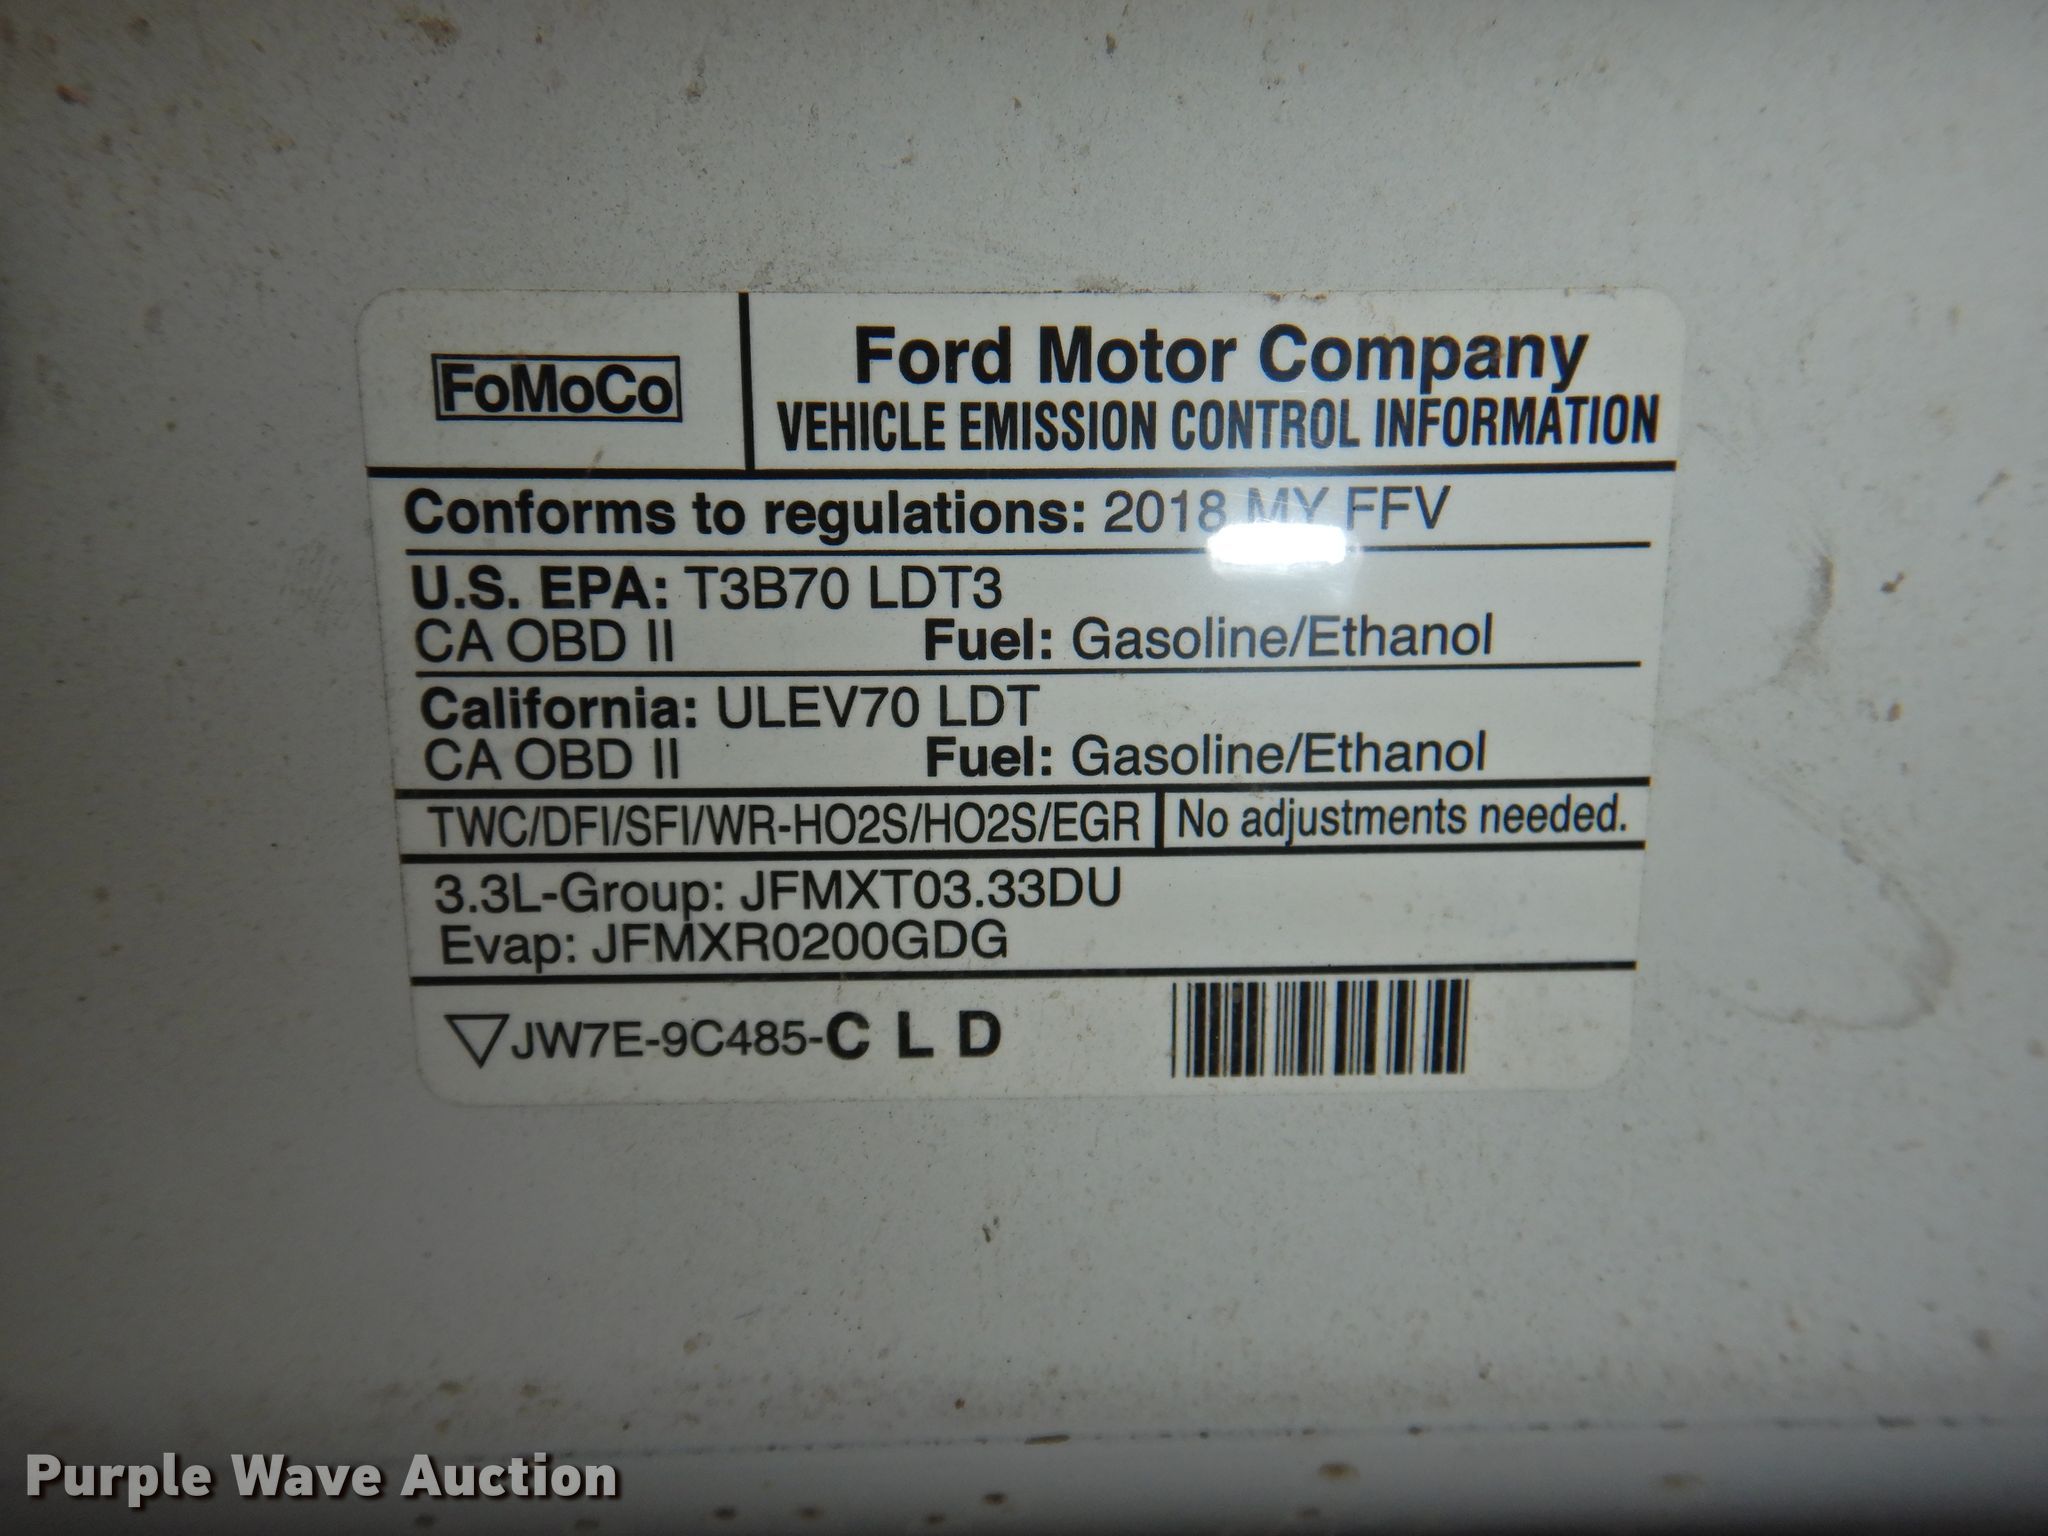 FoMoCo
Ford Motor Company
VEHICLE EMISSION CONTROL INFORMATION
Conforms to regulations: 2018 MY FFV
U.S. EPA: T3B70 LDT3
CA OBD II Fuel: Gasoline/Ethanol
California: ULEV70 LDT
CA OBD II Fuel: Gasoline/Ethanol
TWC/DFI/SFI/WR-HO2S/HO2S/EGR No adjustments needed.
3.3L-Group: JFMXT03.33DU
Evap: JFMXR0200GDG
JW7E-9C485-C L D
Purple Wave Auction